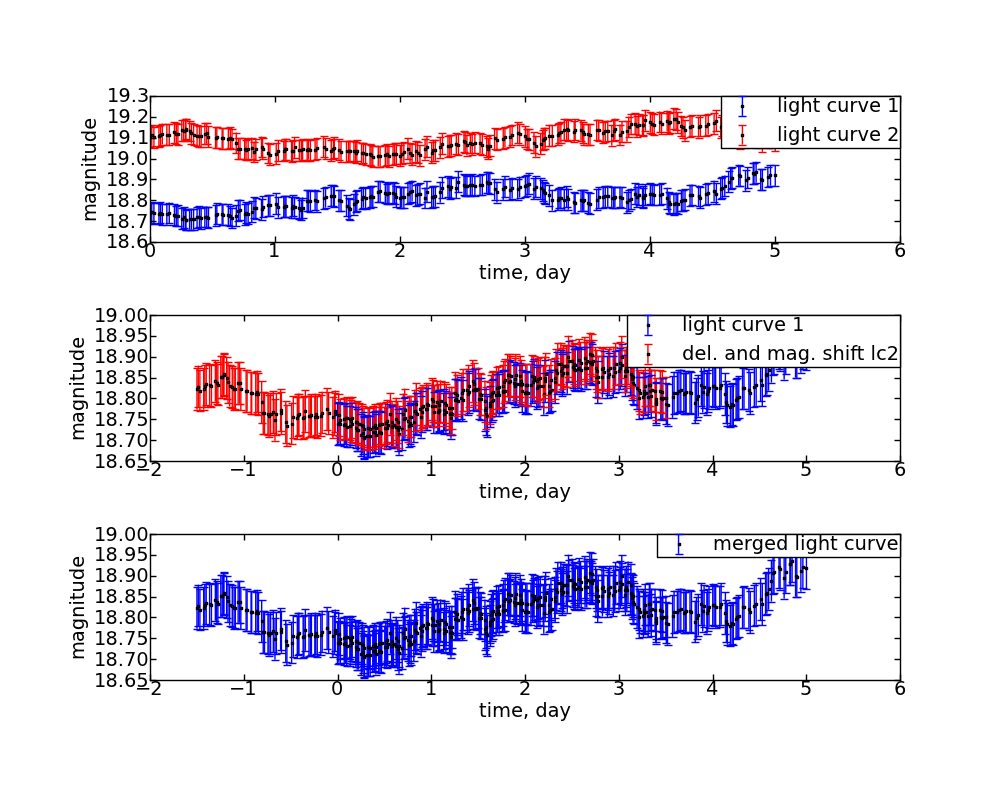 19.3
19.2
19.1
19.0
18.9
18.8
18.7
18.6
magnitude
light curve 1
light curve 2
0 1 2 3 4 5 6
time, day
19.00
18.95
18.90
18.85
18.80
18.75
18.70
18.65
magnitude
light curve 1
del. and mag. shift lc2
−2 −1 0 1 2 3 4 5 6
time, day
19.00
18.95
18.90
18.85
18.80
18.75
18.70
18.65
magnitude
merged light curve
−2 −1 0 1 2 3 4 5 6
time, day